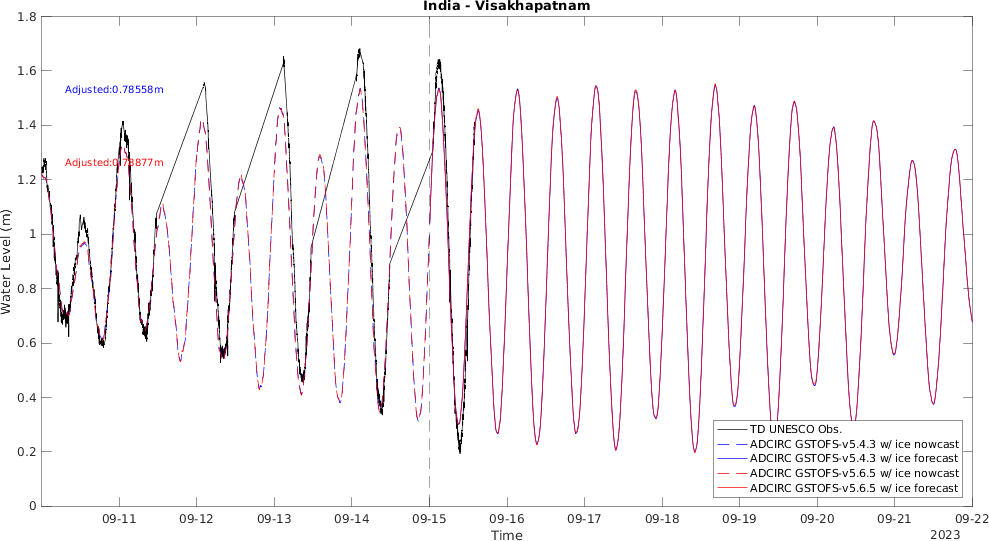 India - Visakhapatnam
1.8
1.6
1.4
1.2
1
0.8
0.6
0.4
0.2
0
Water Level (m)
Adjusted:0.78558m
Adjusted:0.78877m
TD UNESCO Obs.
ADCIRC GSTOFS-v5.4.3 w/ ice nowcast
ADCIRC GSTOFS-v5.4.3 w/ ice forecast
ADCIRC GSTOFS-v5.6.5 w/ ice nowcast
ADCIRC GSTOFS-v5.6.5 w/ ice forecast
09-11 09-12 09-13 09-14 09-15 09-16 09-17 09-18 09-19 09-20 09-21 09-22
Time
2023